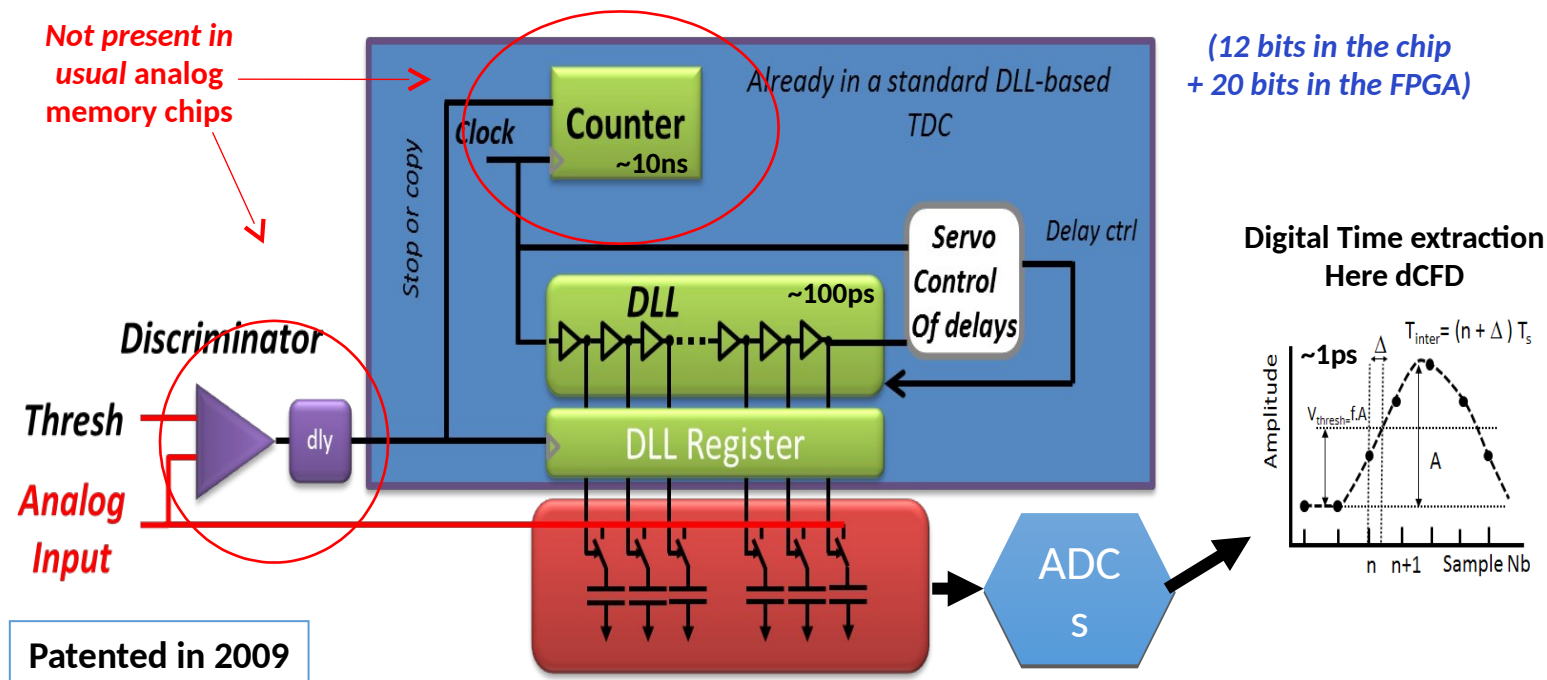 Not present in
usual analog
memory chips
(12 bits in the chip
+ 20 bits in the FPGA)
Already in a standard DLL-based
TDC
Clock
Counter
~10ns
Stop or copy
Servo
Control
Of delays
Delay ctrl
DLL
~100ps
Discriminator
Thresh
dly
DLL Register
Analog
Input
ADC
s
Patented in 2009
Digital Time extraction
Here dCFD
~1ps
Δ
Tinter= (n + Δ ) Ts
Vthresh=f.A
A
Amplitude
n n+1 Sample Nb